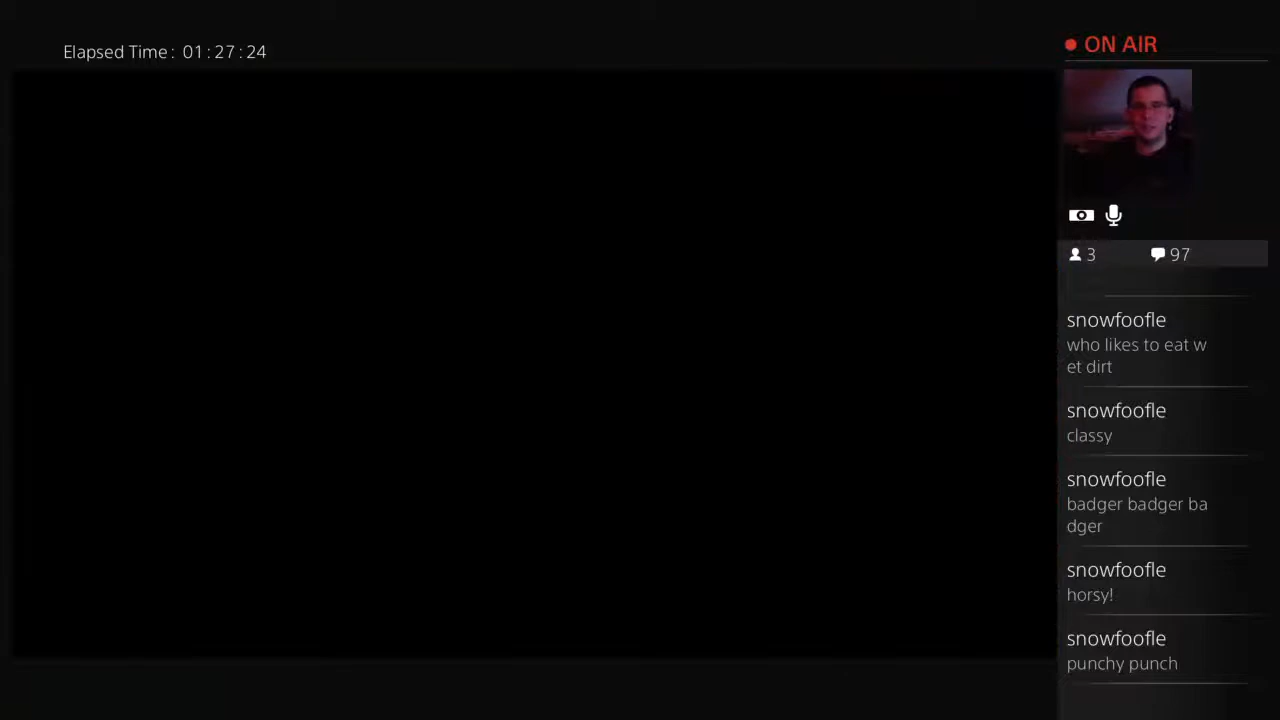 Elapsed Time: 01:27:24
ON AIR
3 97
snowfoofle
who likes to eat w
et dirt
snowfoofle
classy
snowfoofle
badger badger ba
dger
snowfoofle
horsy!
snowfoofle
punchy punch